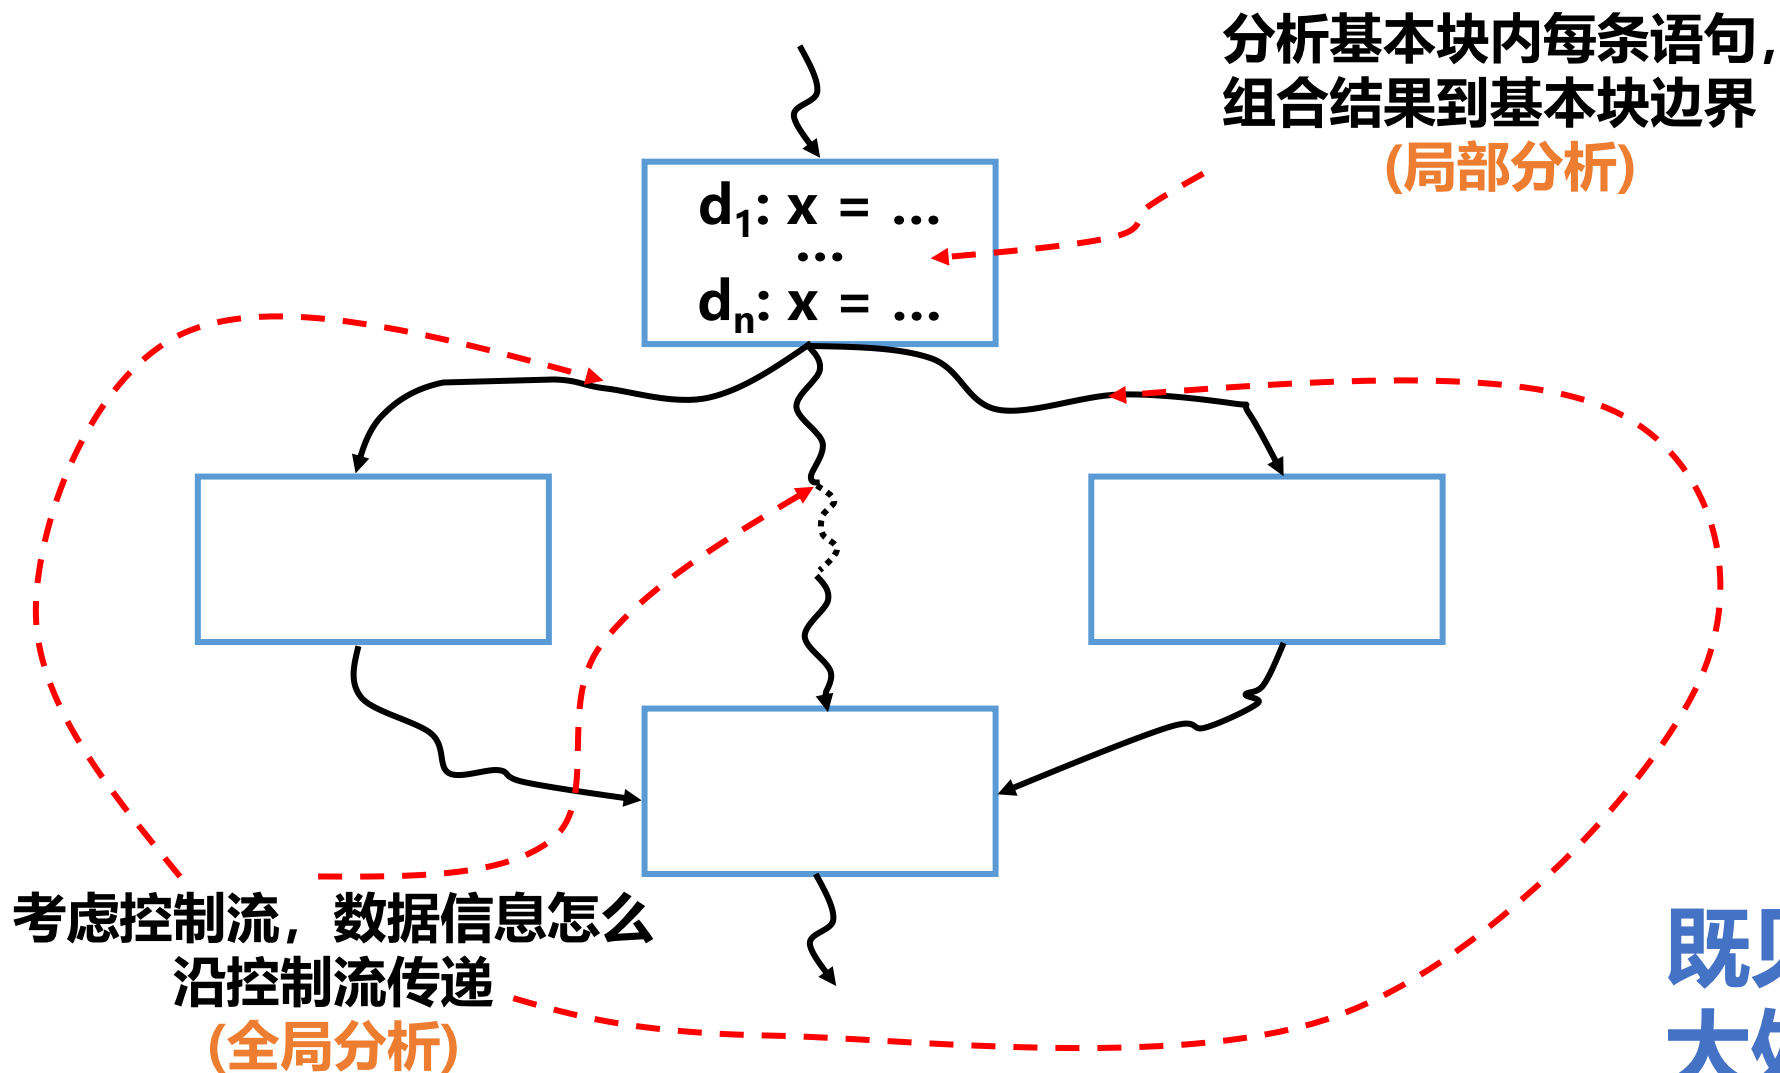 分析基本块内每条语句，
组合结果到基本块边界
(局部分析)
d₁: x = ...
...
dₙ: x = ...
考虑控制流，数据信息怎么
沿控制流传递
(全局分析)
既
大